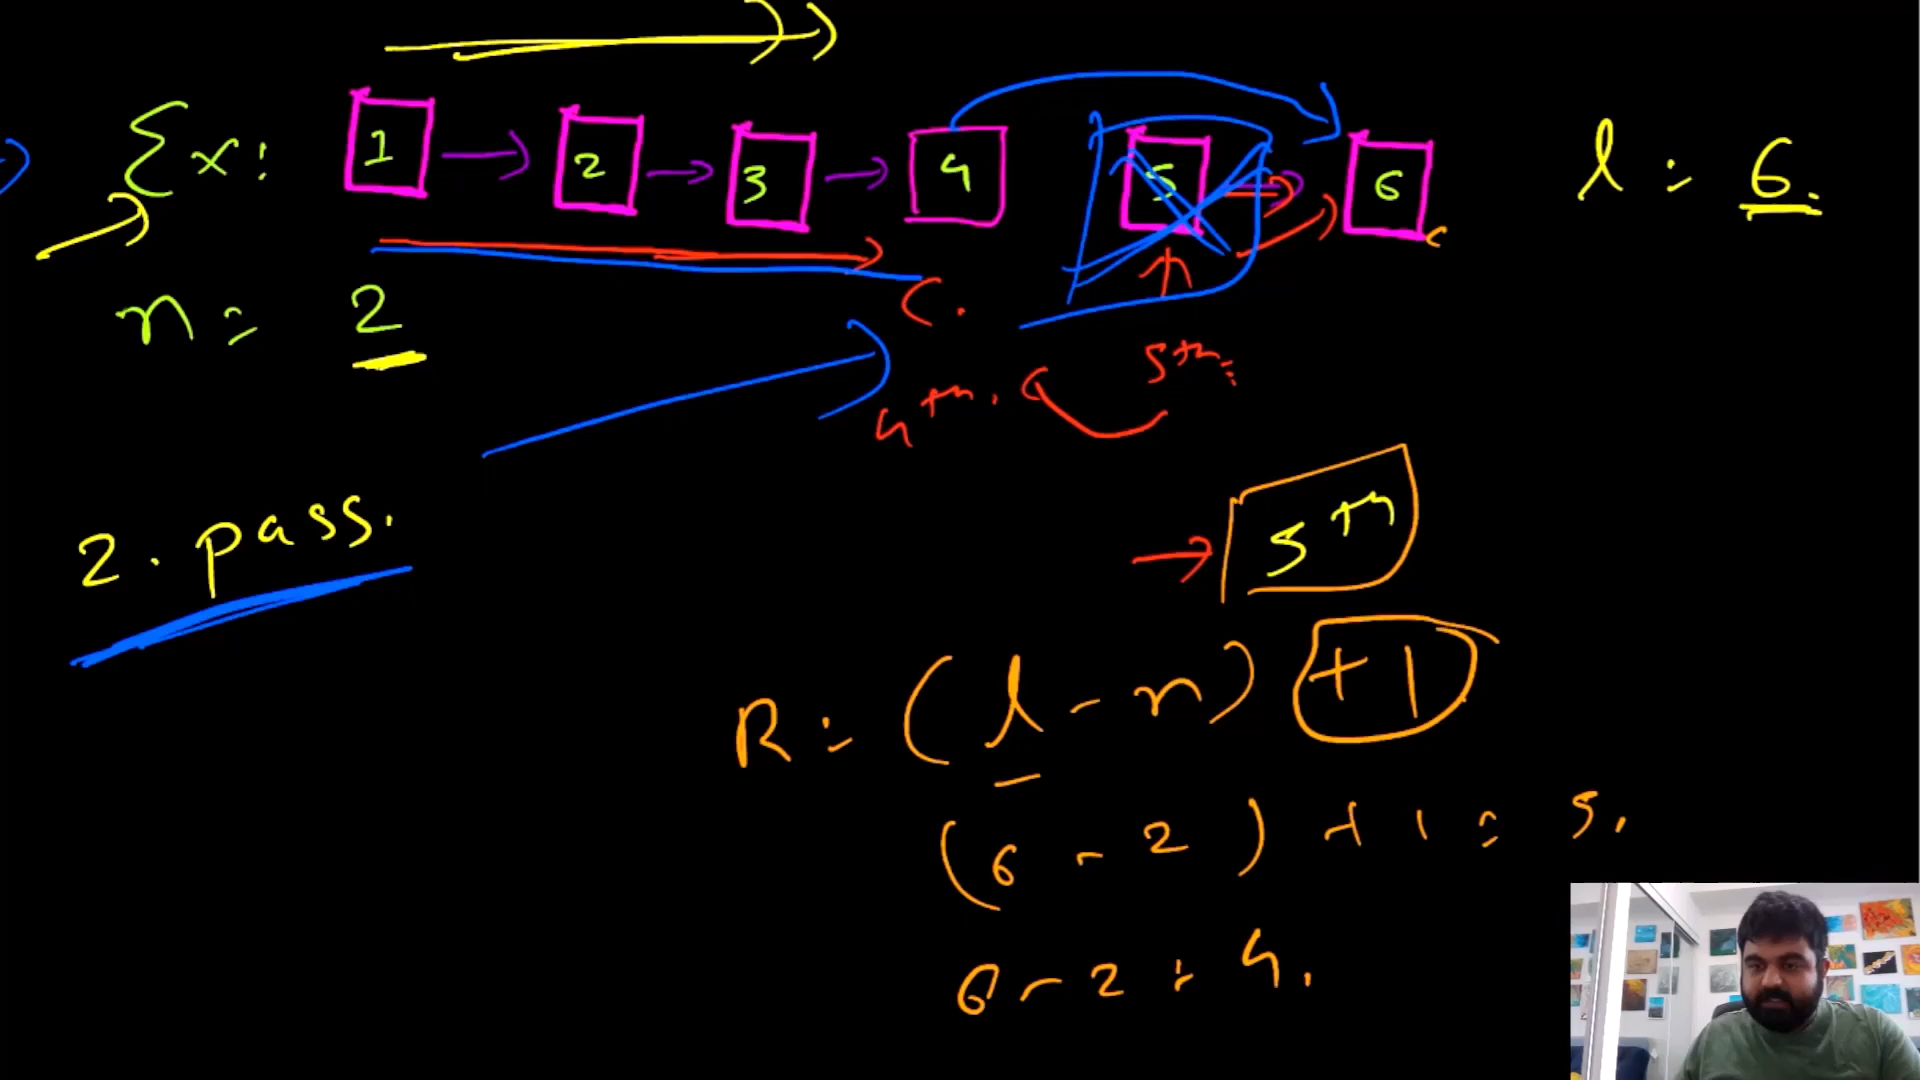 {x: 1 → 2 → 3 → 4 5 → 6 l = 6.
n = 2
c
C.
4th. 5th
2. pass.
→ 5th
R = (l - n) + 1
(6 - 2) + 1 = 5.
6 - 2 = 4.